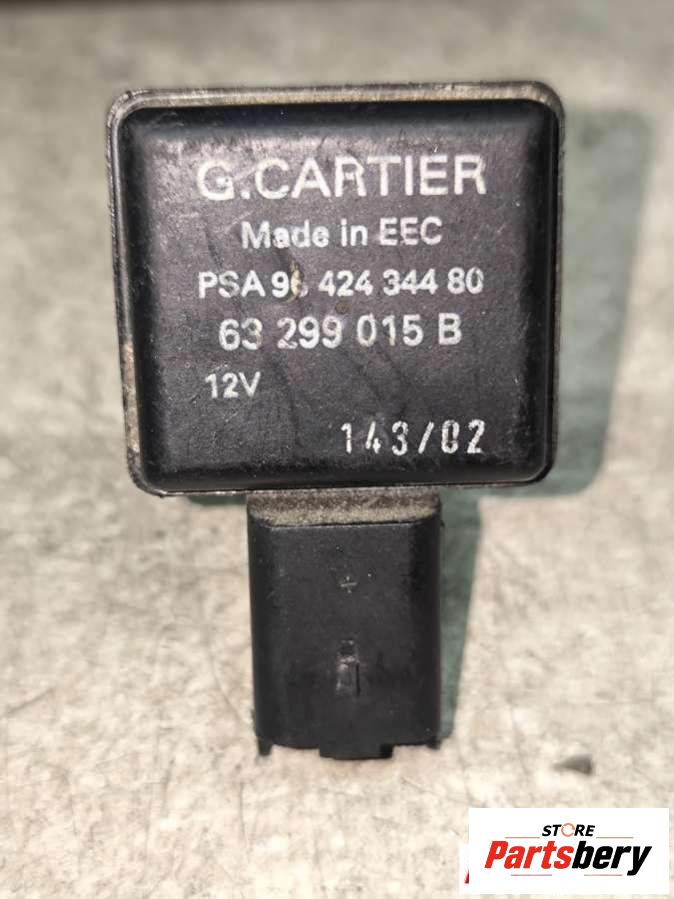 G.CARTIER
Made in EEC
PSA 96 424 344 80
63 299 015 B
12V
143/02
+
STORE
Partsbery